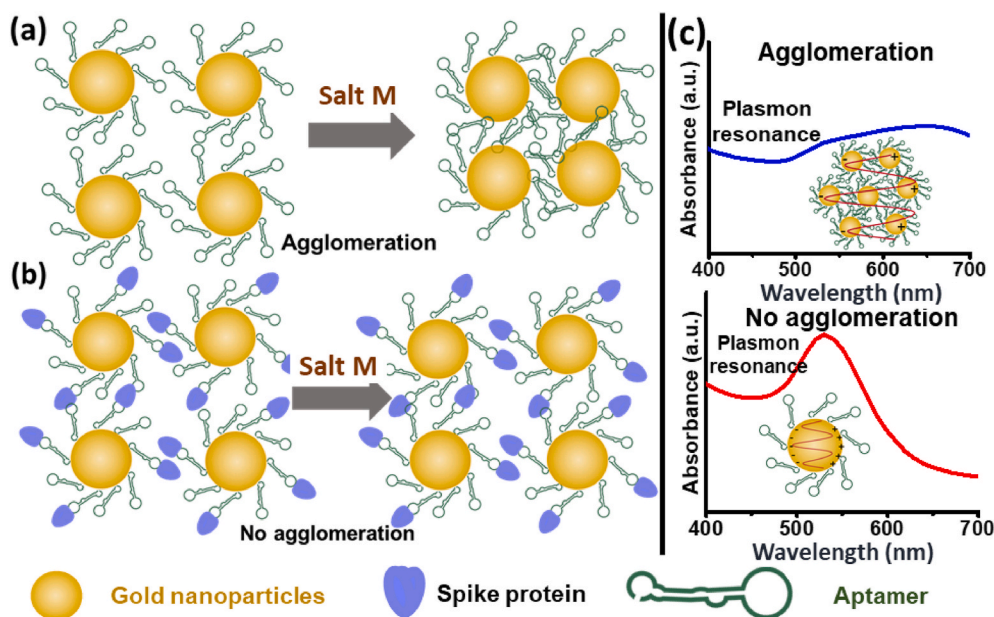 (a)
Salt M
Agglomeration
(b)
Salt M
No agglomeration
(c)
Agglomeration
Plasmon
resonance
Absorbance (a.u.)
- + - + - +
400 500 600 700
Wavelength (nm)
No agglomeration
Plasmon
resonance
Absorbance (a.u.)
400 500 600 700
Wavelength (nm)
Gold nanoparticles
Spike protein
Aptamer